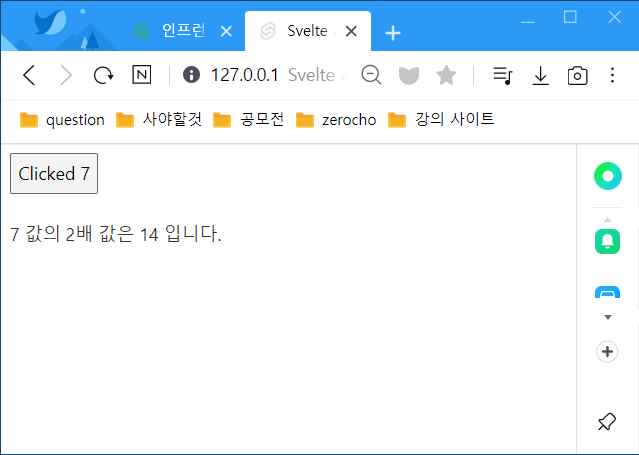 인프런
Svelte
N
127.0.0.1 Svelte
question
사야할것
공모전
zerocho
강의 사이트
Clicked 7
7 값의 2배 값은 14 입니다.